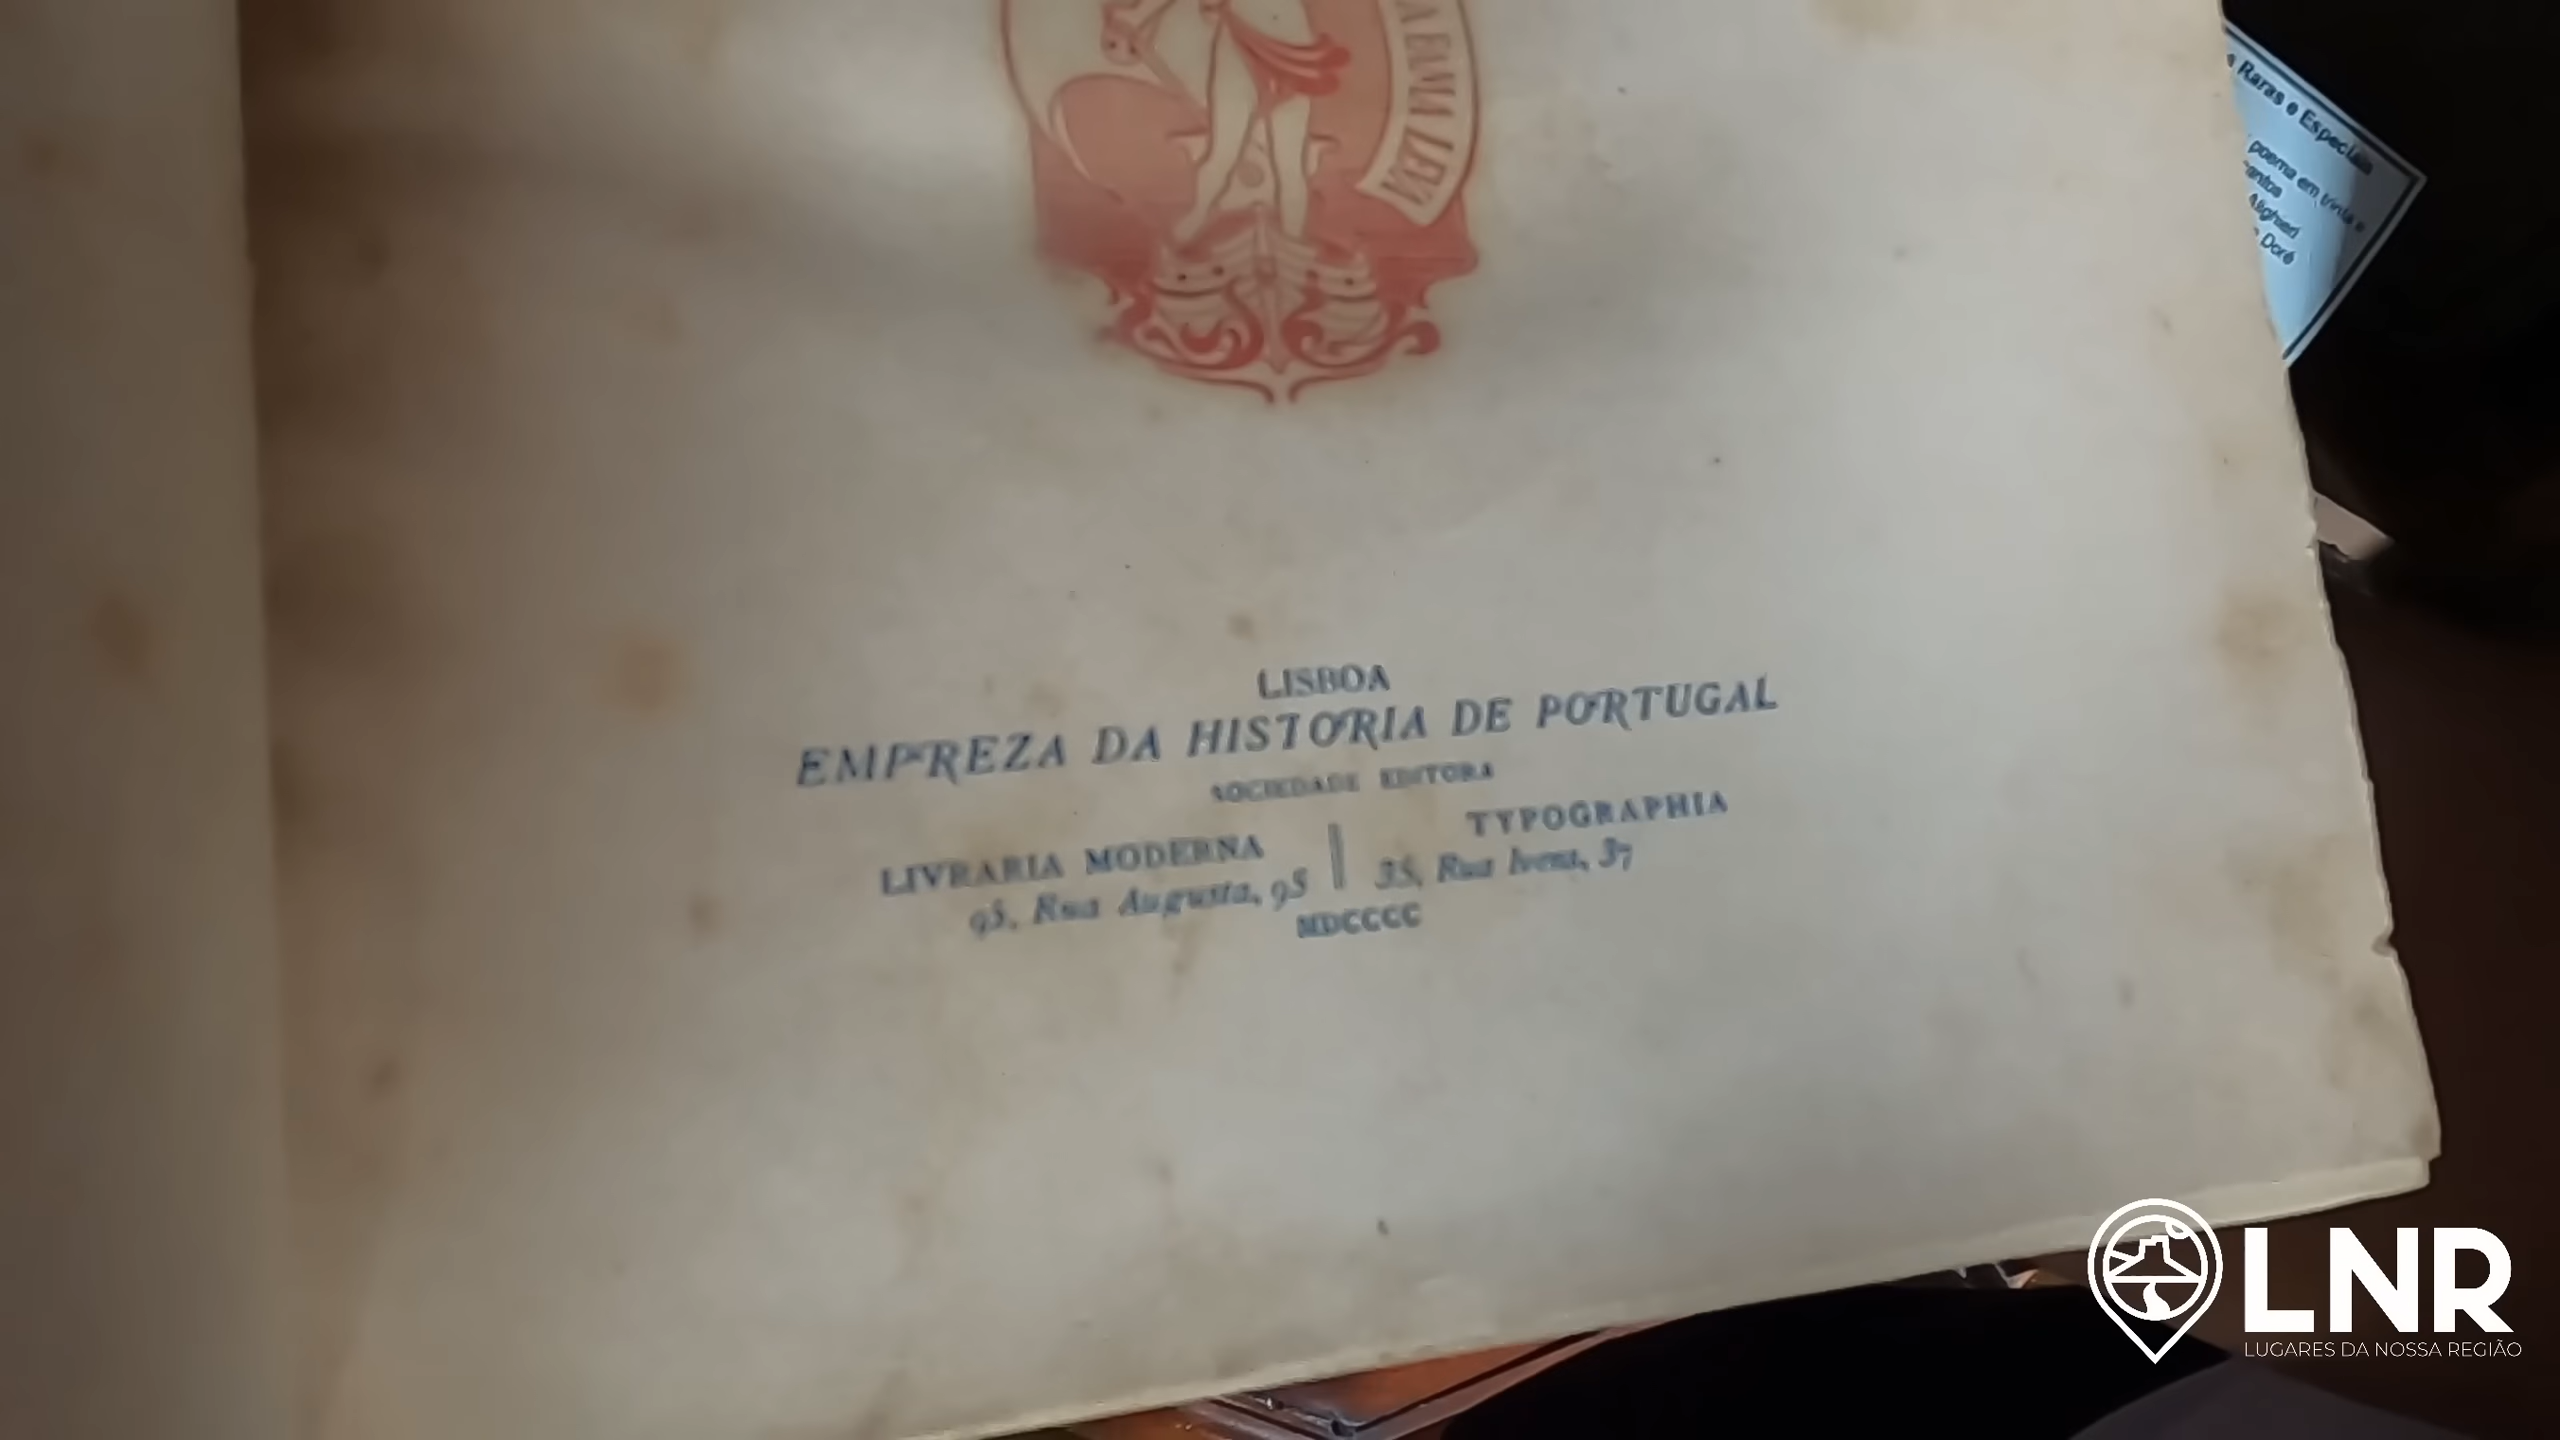 Raras e Especiais
poema em trinta e
Alighieri
Doré
LISBOA
EMPREZA DA HISTORIA DE PORTUGAL
SOCIEDADE EDITORA
LIVRARIA MODERNA
95, Rua Augusta, 95
TYPOGRAPHIA
35, Rua Ivens, 37
MDCCCC
LNR
LUGARES DA NOSSA REGIÃO